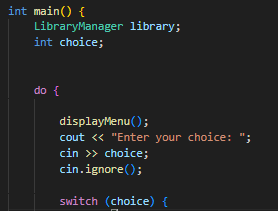 int main() {
LibraryManager library;
int choice;
do {
displayMenu();
cout << "Enter your choice: ";
cin >> choice;
cin.ignore();
switch (choice) {